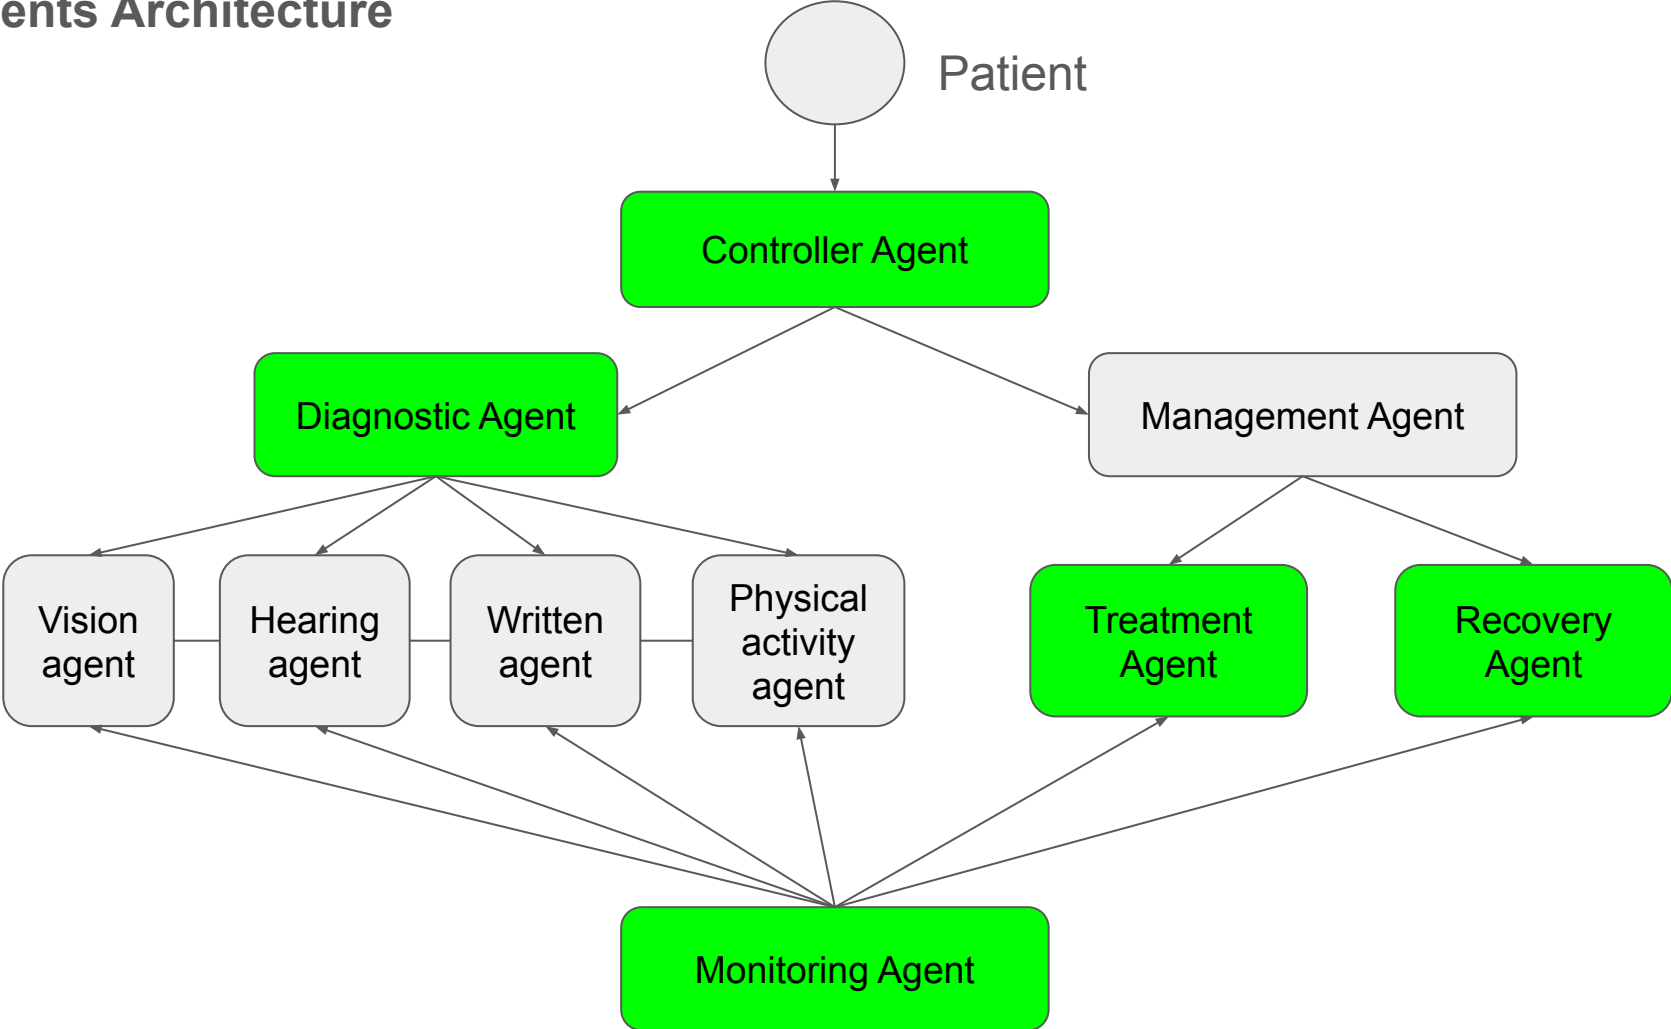 ents Architecture
Patient
Controller Agent
Diagnostic Agent
Management Agent
Vision
agent
Hearing
agent
Written
agent
Physical
activity
agent
Treatment
Agent
Recovery
Agent
Monitoring Agent